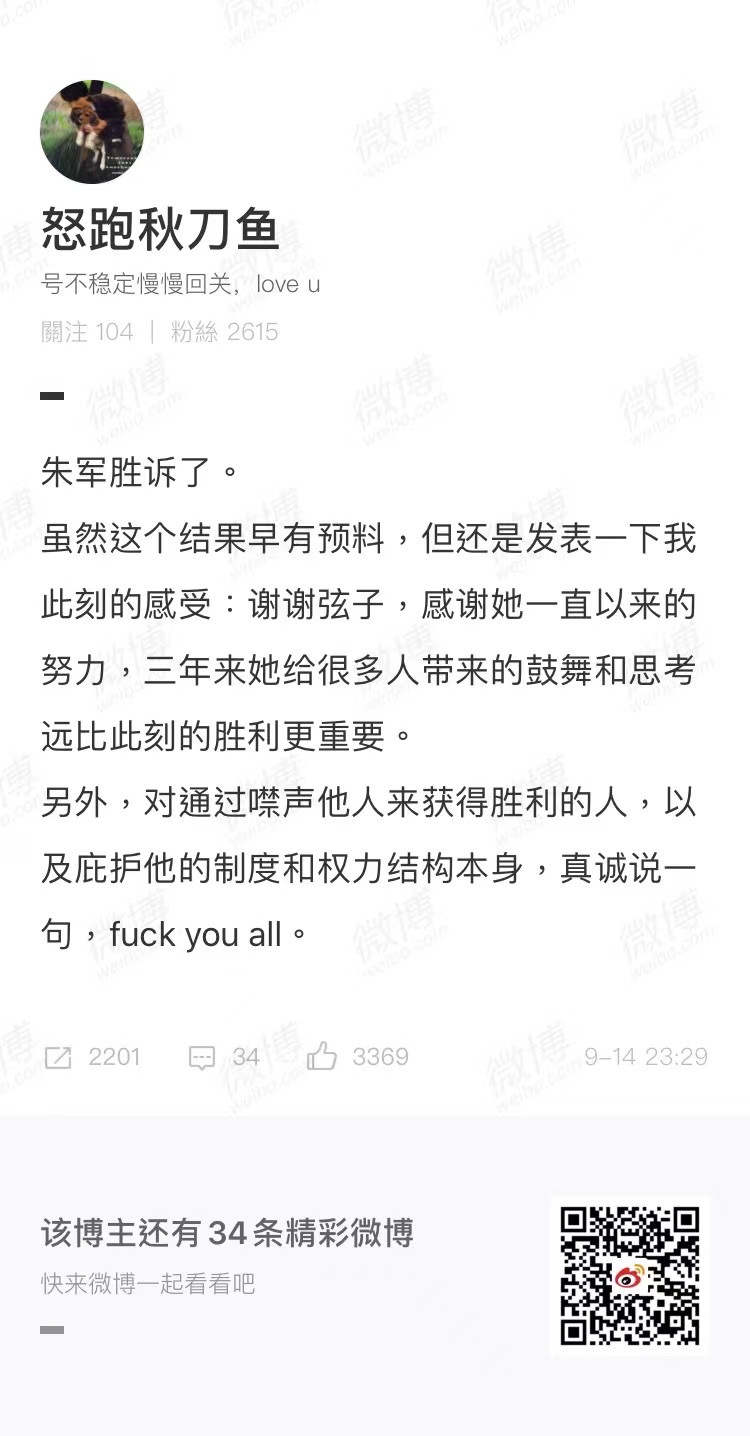 怒跑秋刀鱼
号不稳定慢慢回关，love u
關注 104 | 粉絲 2615
朱军胜诉了。
虽然这个结果早有预料，但还是发表一下我
此刻的感受：谢谢弦子，感谢她一直以来的
努力，三年来她给很多人带来的鼓舞和思考
远比此刻的胜利更重要。
另外，对通过噤声他人来获得胜利的人，以
及庇护他的制度和权力结构本身，真诚说一
句，fuck you all。
2201 34 3369 9-14 23:29
该博主还有34条精彩微博
快来微博一起看看吧
微博
weibo.com